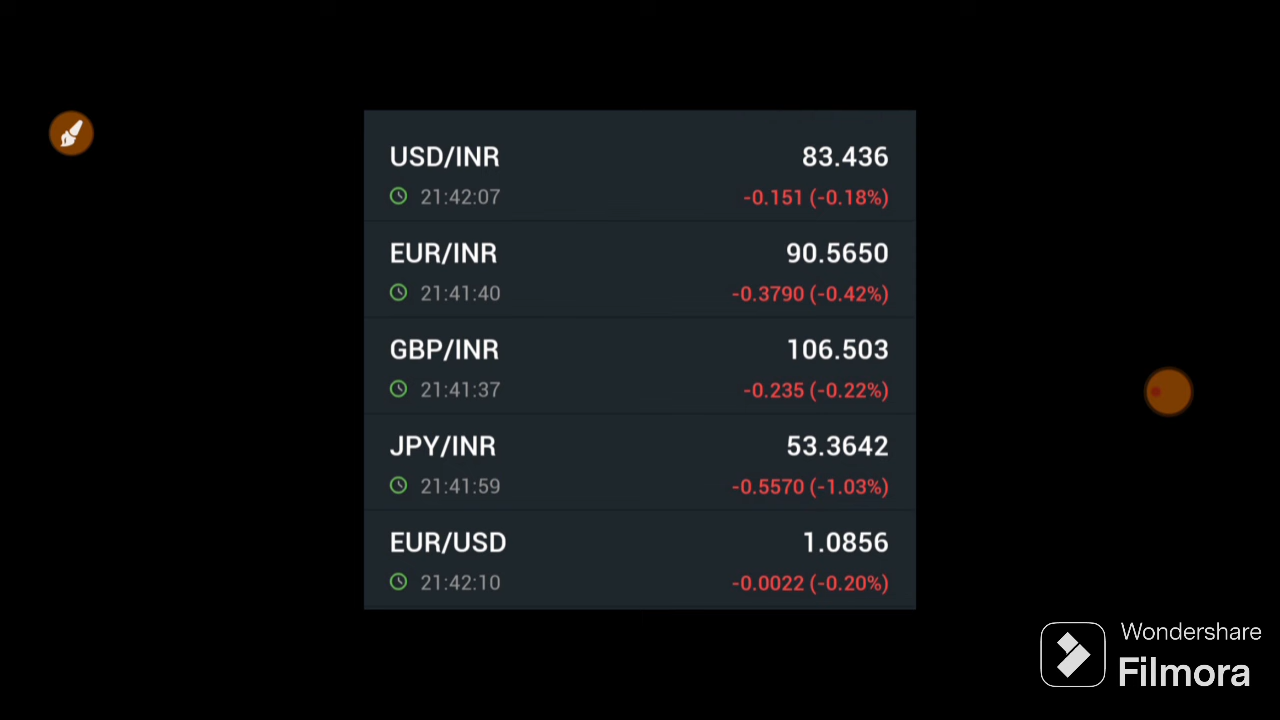 USD/INR 83.436
21:42:07 -0.151 (-0.18%)
EUR/INR 90.5650
21:41:40 -0.3790 (-0.42%)
GBP/INR 106.503
21:41:37 -0.235 (-0.22%)
JPY/INR 53.3642
21:41:59 -0.5570 (-1.03%)
EUR/USD 1.0856
21:42:10 -0.0022 (-0.20%)
Wondershare
Filmora